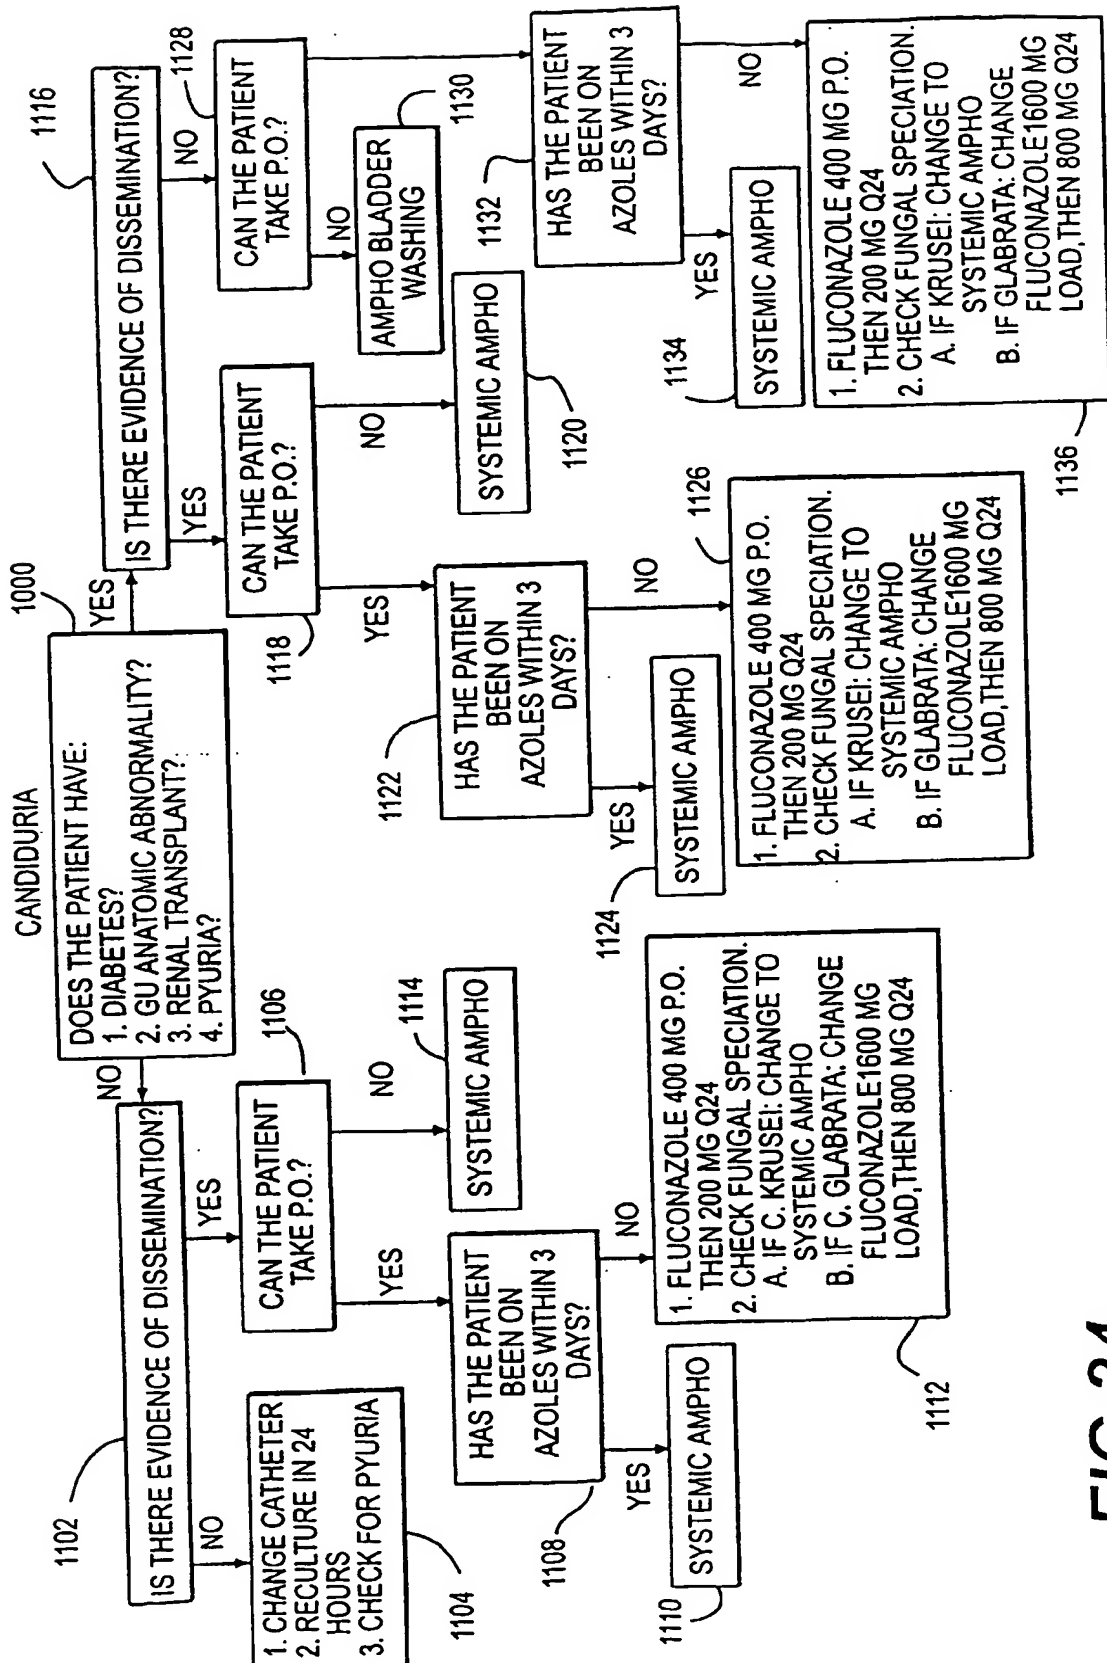 CANDIDURIA
1000
DOES THE PATIENT HAVE:
1. DIABETES?
2. GU ANATOMIC ABNORMALITY?
3. RENAL TRANSPLANT?
4. PYURIA?
NO
YES
1102
IS THERE EVIDENCE OF DISSEMINATION?
NO
YES
1. CHANGE CATHETER
2. RECULTURE IN 24
HOURS
3. CHECK FOR PYURIA
1104
1106
CAN THE PATIENT
TAKE P.O.?
YES
NO
1114
SYSTEMIC AMPHO
1108
HAS THE PATIENT
BEEN ON
AZOLES WITHIN 3
DAYS?
YES
NO
1110
SYSTEMIC AMPHO
1. FLUCONAZOLE 400 MG P.O.
THEN 200 MG Q24
2. CHECK FUNGAL SPECIATION.
A. IF C. KRUSEI: CHANGE TO
SYSTEMIC AMPHO
B. IF C. GLABRATA: CHANGE
FLUCONAZOLE1600 MG
LOAD,THEN 800 MG Q24
1112
1116
IS THERE EVIDENCE OF DISSEMINATION?
YES
NO
1118
CAN THE PATIENT
TAKE P.O.?
YES
NO
SYSTEMIC AMPHO
1120
1122
HAS THE PATIENT
BEEN ON
AZOLES WITHIN 3
DAYS?
YES
NO
1124
SYSTEMIC AMPHO
1126
1. FLUCONAZOLE 400 MG P.O.
THEN 200 MG Q24
2. CHECK FUNGAL SPECIATION.
A. IF KRUSEI: CHANGE TO
SYSTEMIC AMPHO
B. IF GLABRATA: CHANGE
FLUCONAZOLE1600 MG
LOAD,THEN 800 MG Q24
1128
CAN THE PATIENT
TAKE P.O.?
NO
AMPHO BLADDER
WASHING
1130
1132
HAS THE PATIENT
BEEN ON
AZOLES WITHIN 3
DAYS?
YES
NO
1134
SYSTEMIC AMPHO
1. FLUCONAZOLE 400 MG P.O.
THEN 200 MG Q24
2. CHECK FUNGAL SPECIATION.
A. IF KRUSEI: CHANGE TO
SYSTEMIC AMPHO
B. IF GLABRATA: CHANGE
FLUCONAZOLE1600 MG
LOAD,THEN 800 MG Q24
1136